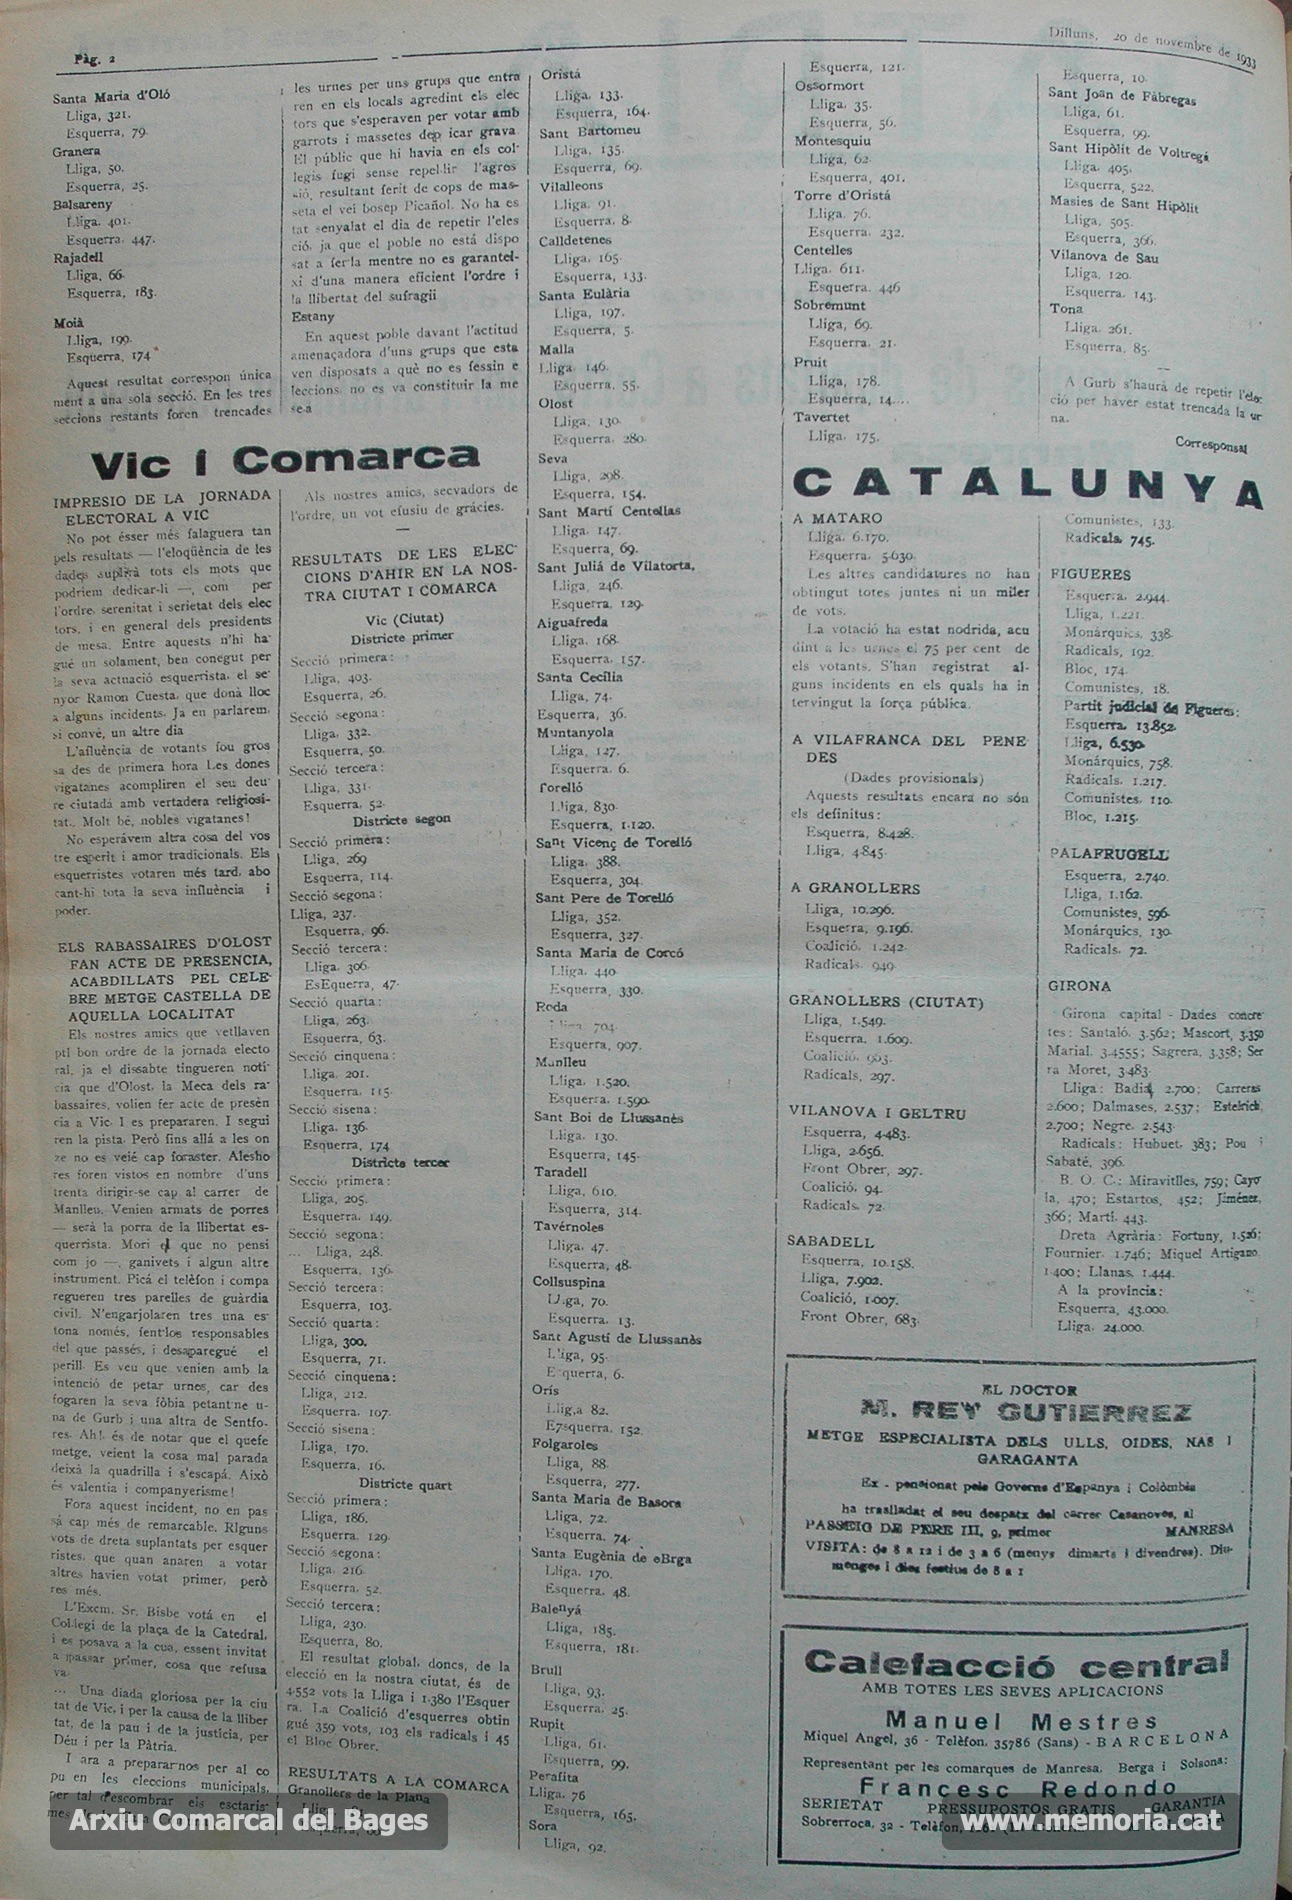 Pàg. 2
Dilluns, 20 de novembre de 1933
Santa Maria d'Oló
Lliga, 321.
Esquerra, 79.
Granera
Lliga, 50.
Esquerra, 25.
Balsareny
Lliga. 401.
Esquerra. 447.
Rajadell
Lliga, 66.
Esquerra, 183.
Moià
Lliga, 199.
Esquerra, 174
Aquest resultat correspon única
ment a una sola secció. En les tres
seccions restants foren trencades
les urnes per uns grups que entra
ren en els locals agredint els elec
tors que s'esperaven per votar amb
garrots i massetes dep icar grava.
El públic que hi havia en els col-
legis fugi sense repel·lir l'agres
sió, resultant ferit de cops de mas-
seta el vei bosep Picañol. No ha es
tat senyalat el dia de repetir l'eles
ció, ja que el poble no está dispo
sat a fer'la mentre no es garantei-
xi d'una manera eficient l'ordre i
la llibertat del sufragii
Estany
En aquest poble davant l'actitud
amenaçadora d'uns grups que esta
ven disposats a què no es fessin e
leccions, no es va constituir la me
sea
Vic i Comarca
IMPRESIO DE LA JORNADA
ELECTORAL A VIC
No pot ésser més falaguera tan
pels resultats — l'eloqüència de les
dades suplirà tots els mots que
podriem dedicar-li —, com per
l'ordre, serenitat i serietat dels elec
tors, i en general dels presidents
de mesa. Entre aquests n'hi ha-
gué un solament, ben conegut per
la seva actuació esquerrista, el se-
nyor Ramon Cuesta, que donà lloc
a alguns incidents. Ja en parlarem,
si convé, un altre dia
L'afluència de votants fou gros
sa des de primera hora Les dones
vigatanes acompliren el seu deu-
re ciutadá amb vertadera religiosi-
tat.. Molt bé, nobles vigatanes!
No esperávem altra cosa del vos
tre esperit i amor tradicionals. Els
esquerristes votaren més tard, abo
cant-hi tota la seva influència i
poder.
ELS RABASSAIRES D'OLOST
FAN ACTE DE PRESENCIA,
ACABDILLATS PEL CELE-
BRE METGE CASTELLA DE
AQUELLA LOCALITAT
Els nostres amics que vetllaven
ptl bon ordre de la jornada electo
ral, ja el dissabte tingueren noti-
cia que d'Olost, la Meca dels ra-
bassaires, volien fer acte de presèn
cia a Vic. I es prepararen. I segui
ren la pista. Però fins allá a les on
ze no es veié cap foraster. Alesho
res foren vistos en nombre d'uns
trenta dirigir-se cap al carrer de
Manlleu. Venien armats de porres
— será la porra de la llibertat es-
querrista. Mori el que no pensi
com jo —, ganivets i algun altre
instrument. Picá el telèfon i compa
regueren tres parelles de guàrdia
civil. N'engarjolaren tres una es-
tona només, fent-los responsables
del que passés, i desaparegué el
perill. Es veu que venien amb la
intenció de petar urnes, car des
fogaren la seva fòbia petant-ne u-
na de Gurb i una altra de Sentfo-
res. Ah!, és de notar que el quefe
metge, veient la cosa mal parada
deixà la quadrilla i s'escapá. Això
és valentia i companyerisme!
Fora aquest incident, no en pas
sà cap més de remarcable. RIguns
vots de dreta suplantats per esquer
ristes, que quan anaren a votar
altres havien votat primer, però
res més.
L'Excm. Sr. Bisbe votá en el
Col·legi de la plaça de la Catedral,
i es posava a la cua, essent invitat
a passar primer, cosa que refusa
va.
... Una diada gloriosa per la ciu
tat de Vic, i per la causa de la lliber
tat, de la pau i de la justícia, per
Déu i per la Pàtria.
I ara a preparar-nos per al co
pu en les eleccions municipals,
per tal d'escombrar els esctaris-
Als nostres amics, secvadors de
l'ordre, un vot efusiu de gràcies.
RESULTATS DE LES ELEC-
CIONS D'AHIR EN LA NOS-
TRA CIUTAT I COMARCA
Vic (Ciutat)
Districte primer
Secció primera:
Lliga, 403.
Esquerra, 26.
Secció segona:
Lliga, 332.
Esquerra, 50.
Secció tercera:
Lliga, 331.
Esquerra, 52.
Districte segon
Secció primera:
Lliga, 269
Esquerra, 114.
Secció segona:
Lliga, 237.
Esquerra, 96.
Secció tercera:
Lliga. 306.
EsEquerra, 47.
Secció quarta:
Lliga, 263.
Esquerra, 63.
Secció cinquena:
Lliga. 201.
Esquerra, 115.
Secció sisena:
Lliga. 136.
Esquerra, 174
Districte tercer
Secció primera:
Lliga, 205.
Esquerra. 149.
Secció segona:
... Lliga, 248.
Esquerra, 136.
Secció tercera:
Esquerra, 103.
Secció quarta:
Lliga, 300.
Esquerra, 71.
Secció cinquena:
Lliga, 212.
Esquerra. 107.
Secció sisena:
Lliga, 170.
Esquerra, 16.
Districte quart
Secció primera:
Lliga, 186.
Esquerra. 129.
Secció segona:
Lliga. 216.
Esquerra, 52.
Secció tercera:
Lliga, 230.
Esquerra, 80.
El resultat global, doncs, de la
elecció en la nostra ciutat, és de
4.552 vots la Lliga i 1.380 l'Esquer
ra. La Coalició d'esquerres obtin
gué 359 vots, 103 els radicals i 45
el Bloc Obrer.
RESULTATS A LA COMARCA
Granollers de la Plana
Oristá
Lliga. 133.
Esquerra, 164.
Sant Bartomeu
Lliga. 135.
Esquerra, 69.
Vilalleons
Lliga. 91.
Esquerra, 8.
Calldetenes
Lliga. 165.
Esquerra, 133.
Santa Eulària
Lliga, 197.
Esquerra, 5.
Malla
Lliga. 146.
Esquerra, 55.
Olost
Lliga, 130.
Esquerra. 280.
Seva
Lliga, 298.
Esquerra, 154.
Sant Martí Centellas
Lliga, 147.
Esquerra, 69.
Sant Juliá de Vilatorta,
Lliga, 246.
Esquerra, 129.
Aiguafreda
Lliga. 168.
Esquerra, 157.
Santa Cecília
Lliga, 74.
Esquerra, 36.
Muntanyola
Lliga, 127.
Esquerra. 6.
Torelló
Lliga, 830.
Esquerra, 1.120.
Sant Vicenç de Torelló
Lliga. 388.
Esquerra, 304.
Sant Pere de Torelló
Lliga, 352.
Esquerra, 327.
Santa Maria de Corcó
Lliga. 440.
Esquerra, 330.
Roda
Lliga 704.
Esquerra, 907.
Manlleu
Lliga. 1.520.
Esquerra. 1.590.
Sant Boi de Llussanès
Lliga. 130.
Esquerra, 145.
Taradell
Lliga, 610.
Esquerra, 314.
Tavérnoles
Lliga. 47.
Esquerra, 48.
Collsuspina
Lliga, 70.
Esquerra. 13.
Sant Agustí de Llussanès
Lliga, 95.
Esquerra, 6.
Orís
Llig,a 82.
E7squerra, 152.
Folgaroles
Lliga, 88.
Esquerra, 277.
Santa Maria de Basora
Lliga, 72.
Esquerra, 74.
Santa Eugènia de eBrga
Lliga. 170.
Esquerra. 48.
Balenyá
Lliga, 185.
Esquerra, 181.
Brull
Lliga, 93.
Esquerra. 25.
Rupit
Lliga, 61.
Esquerra, 99.
Perafita
Lliga. 76
Esquerra, 165.
Sora
Lliga, 92.
Esquerra, 121.
Ossormort
Lliga, 35.
Esquerra, 56.
Montesquiu
Lliga, 62.
Esquerra, 401.
Torre d'Oristá
Lliga. 76.
Esquerra, 232.
Centelles
Lliga. 611.
Esquerra. 446
Sobremunt
Lliga, 69.
Esquerra. 21.
Pruit
Lliga, 178.
Esquerra, 14....
Tavertet
Lliga. 175.
Esquerra, 10.
Sant Joan de Fàbregas
Lliga, 61.
Esquerra, 99.
Sant Hipòlit de Voltregá
Lliga. 405.
Esquerra, 522.
Masies de Sant Hipòlit
Lliga, 505.
Esquerra, 366.
Vilanova de Sau
Lliga, 120.
Esquerra, 143.
Tona
Lliga. 261.
Esquerra, 85.
A Gurb s'haurà de repetir l'elec
ció per haver estat trencada la ur
na.
Corresponsal
CATALUNYA
A MATARO
Lliga. 6.170.
Esquerra. 5.630.
Les altres candidatures no han
obtingut totes juntes ni un miler
de vots.
La votació ha estat nodrida, acu
dint a les urnes el 75 per cent de
els votants. S'han registrat al-
guns incidents en els quals ha in
tervingut la força pública.
A VILAFRANCA DEL PENE
DES
(Dades provisionals)
Aquests resultats encara no són
els definitus:
Esquerra, 8.428.
Lliga, 4.845.
A GRANOLLERS
Lliga, 10.296.
Esquerra, 9.196.
Coalició. 1.242.
Radicals. 949.
GRANOLLERS (CIUTAT)
Lliga, 1.549.
Esquerra. 1.609.
Coalició. 903.
Radicals, 297.
VILANOVA I GELTRU
Esquerra, 4.483.
Lliga, 2.656.
Front Obrer, 297.
Coalició, 94.
Radicals. 72.
SABADELL
Esquerra, 10.158.
Lliga, 7.902.
Coalició, 1.007.
Front Obrer, 683.
Comunistes, 133.
Radicals, 745.
FIGUERES
Esquerra. 2.944.
Lliga, 1.221.
Monárquics, 338.
Radicals, 192.
Bloc, 174.
Comunistes, 18.
Partit judicial de Figueres:
Esquerra. 13.852.
Lliga, 6.530.
Monárquics, 758.
Radicals. 1.217.
Comunistes, 110.
Bloc, 1.215.
PALAFRUGELL
Esquerra, 2.740.
Lliga, 1.162.
Comunistes, 596.
Monárquics, 130.
Radicals. 72.
GIRONA
Girona capital - Dades concre-
tes: Santaló. 3.562; Mascort, 3.350
Marial. 3.4555; Sagrera, 3.358; Ser
ra Moret, 3.483.
Lliga: Badia, 2.700; Carreras
2.600; Dalmases, 2.537; Estelrich,
2.700; Negre. 2.543.
Radicals: Hubuet. 383; Pou i
Sabaté, 396.
B. O. C.: Miravitlles, 759; Cayo
la, 470; Estartos, 452; Jiménez,
366; Martí. 443.
Dreta Agrària: Fortuny, 1.526;
Fournier. 1.746; Miquel Artigano
1.400; Llanas. 1.444.
A la província:
Esquerra, 43.000.
Lliga. 24.000.
EL DOCTOR
M. REY GUTIERREZ
METGE ESPECIALISTA DELS ULLS, OIDES, NAS I
GARAGANTA
Ex - pensionat pels Governs d'Espanya i Colòmbia
ha traslladat el seu despatx del càrrer Casanoves, al
PASSEIG DE PERE III, 9, primer MANRESA
VISITA: de 8 a 12 i de 3 a 6 (menys dimarts i divendres). Diu-
menges i dies festius de 8 a 1
Calefacció central
AMB TOTES LES SEVES APLICACIONS
Manuel Mestres
Miquel Angel, 36 - Telèfon. 35786 (Sans) - BARCELONA
Representant per les comarques de Manresa. Berga i Solsona:
Francesc Redondo
SERIETAT PRESSUPOSTOS GRATIS GARANTIA
Sobrerroca, 32 - Telèfon,
Arxiu Comarcal del Bages
www.memoria.cat